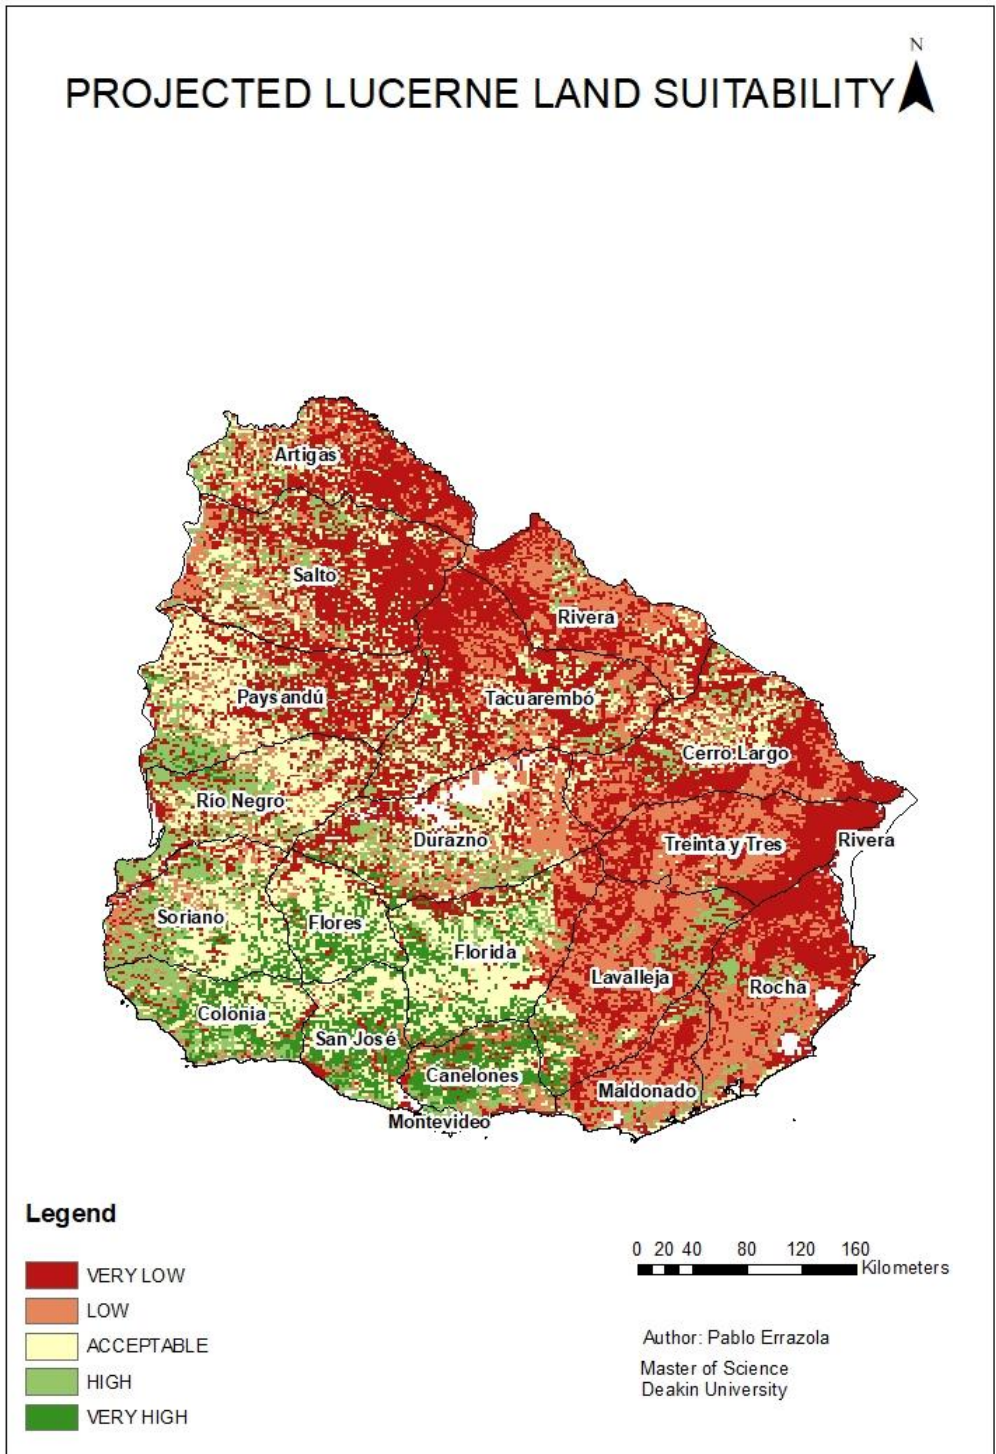 N
PROJECTED LUCERNE LAND SUITABILITY
Artigas
Salto
Rivera
Paysandú
Tacuarembó
Cerro Largo
Río Negro
Durazno
Treinta y Tres
Rivera
Soriano
Flores
Florida
Lavalleja
Rocha
Colonia
San José
Canelones
Maldonado
Montevideo
Legend
VERY LOW
LOW
ACCEPTABLE
HIGH
VERY HIGH
0 20 40 80 120 160
Kilometers
Author: Pablo Errazola
Master of Science
Deakin University